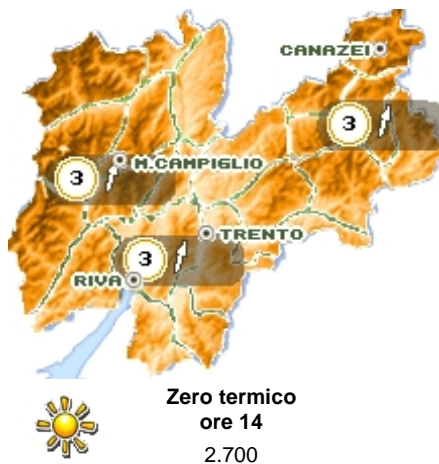 CANAZEI
3
M.CAMPIGLIO
3
TRENTO
3
RIVA
Zero termico
ore 14
2.700